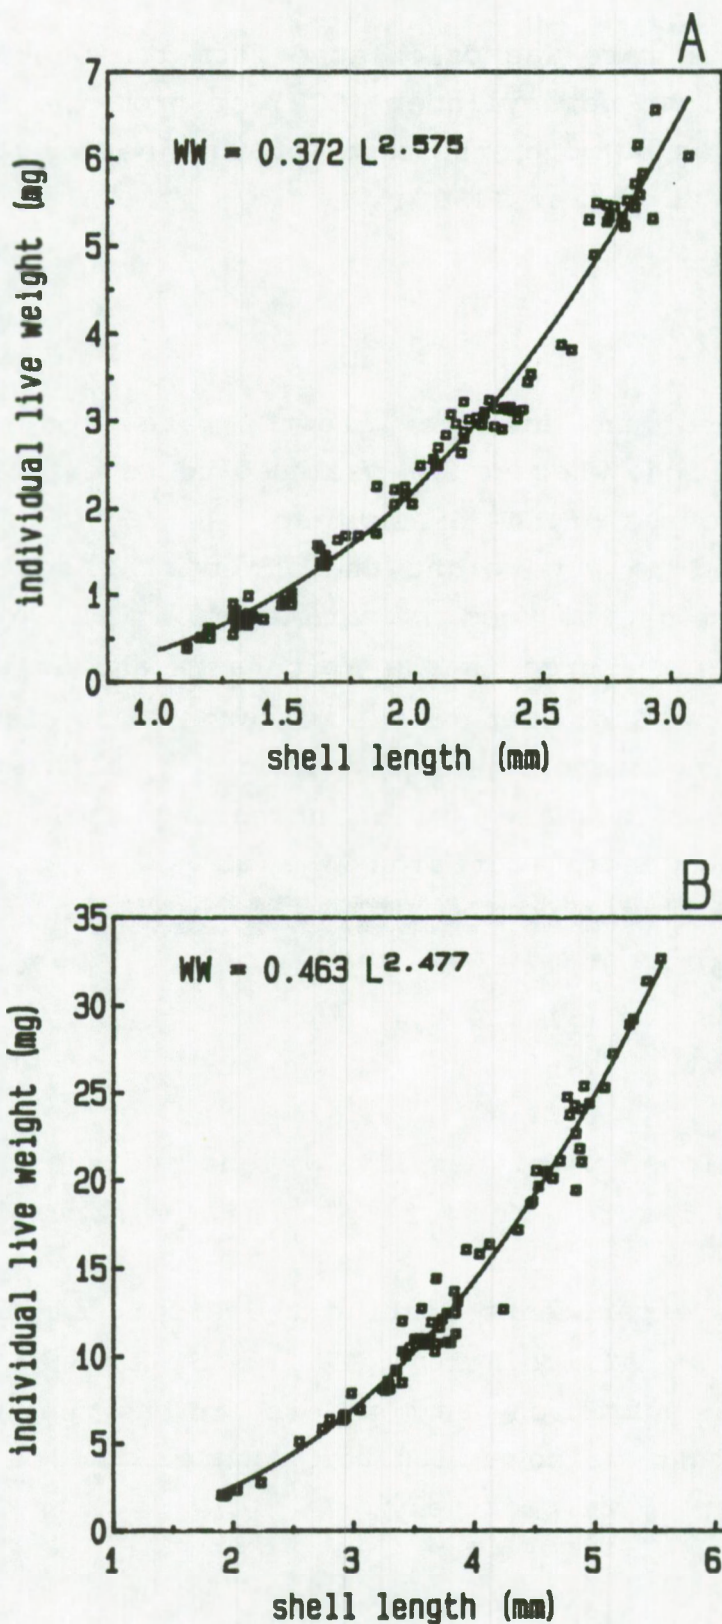 A
7
6
5
4
3
2
1
0
individual live weight (mg)
WW = 0.372 L^2.575
1.0 1.5 2.0 2.5 3.0
shell length (mm)
B
35
30
25
20
15
10
5
0
individual live weight (mg)
WW = 0.463 L^2.477
1 2 3 4 5 6
shell length (mm)